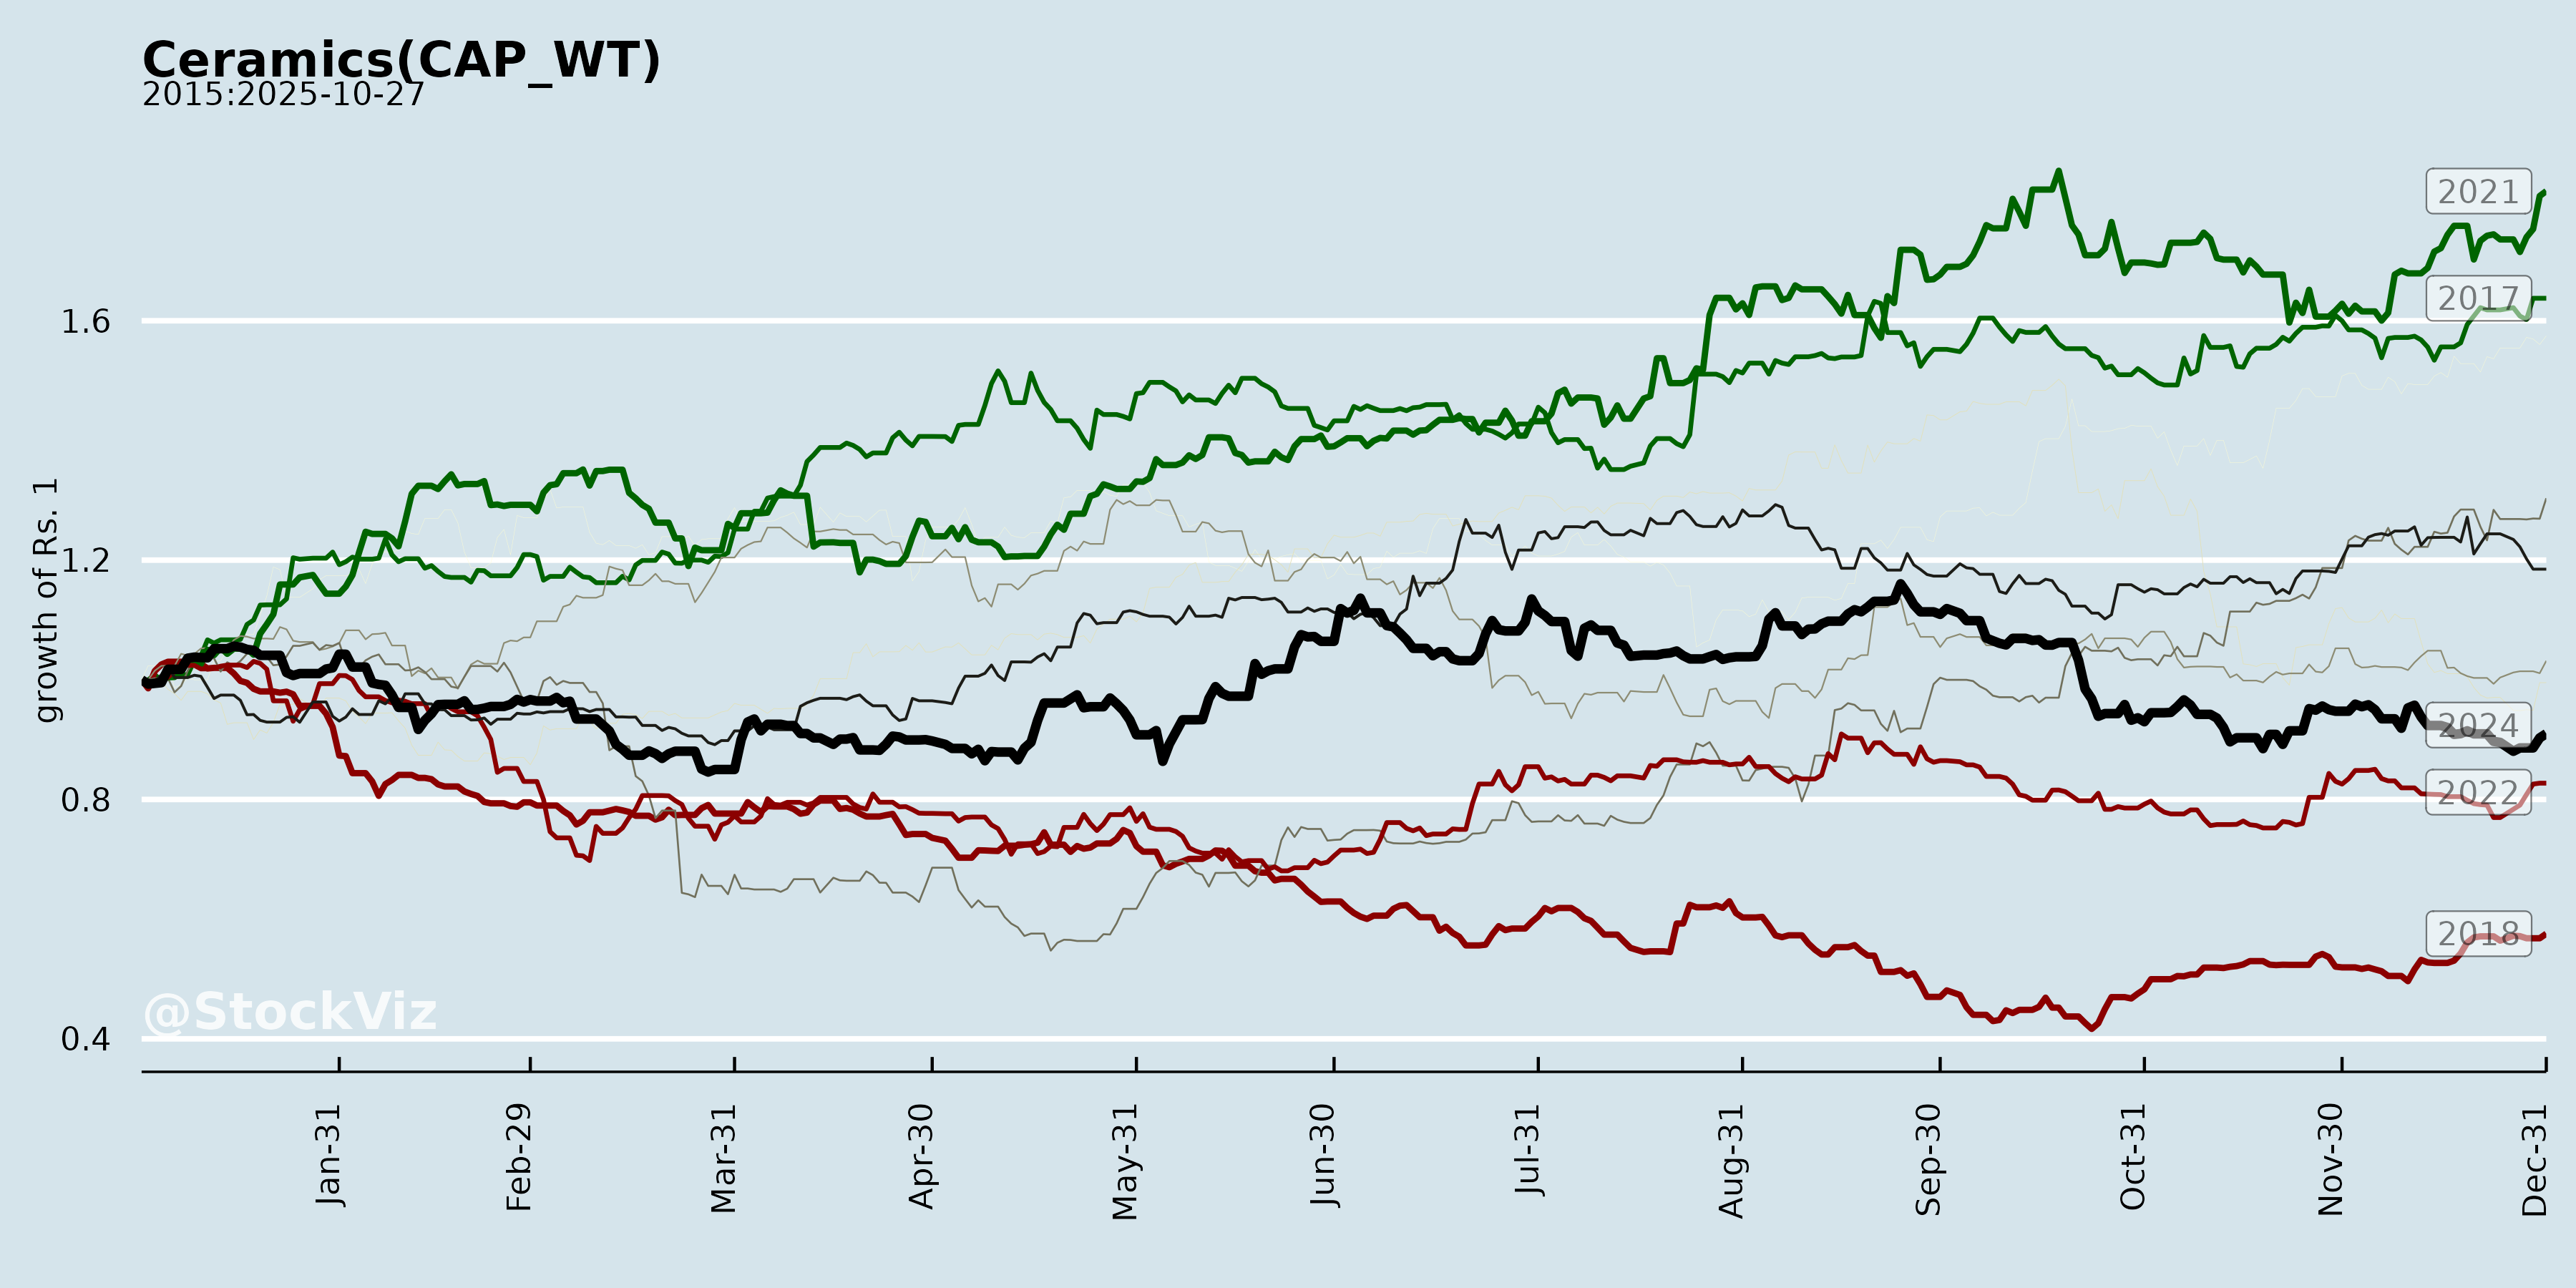 Ceramics(CAP_WT)
2015:2025-10-27
growth of Rs. 1
1.6
1.2
0.8
0.4
2021
2017
2024
2022
2018
@StockViz
Jan-31
Feb-29
Mar-31
Apr-30
May-31
Jun-30
Jul-31
Aug-31
Sep-30
Oct-31
Nov-30
Dec-31